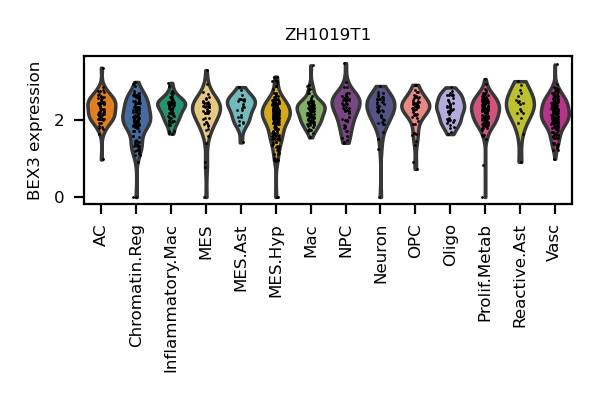 ZH1019T1
BEX3 expression
2
0
AC
Chromatin.Reg
Inflammatory.Mac
MES
MES.Ast
MES.Hyp
Mac
NPC
Neuron
OPC
Oligo
Prolif.Metab
Reactive.Ast
Vasc